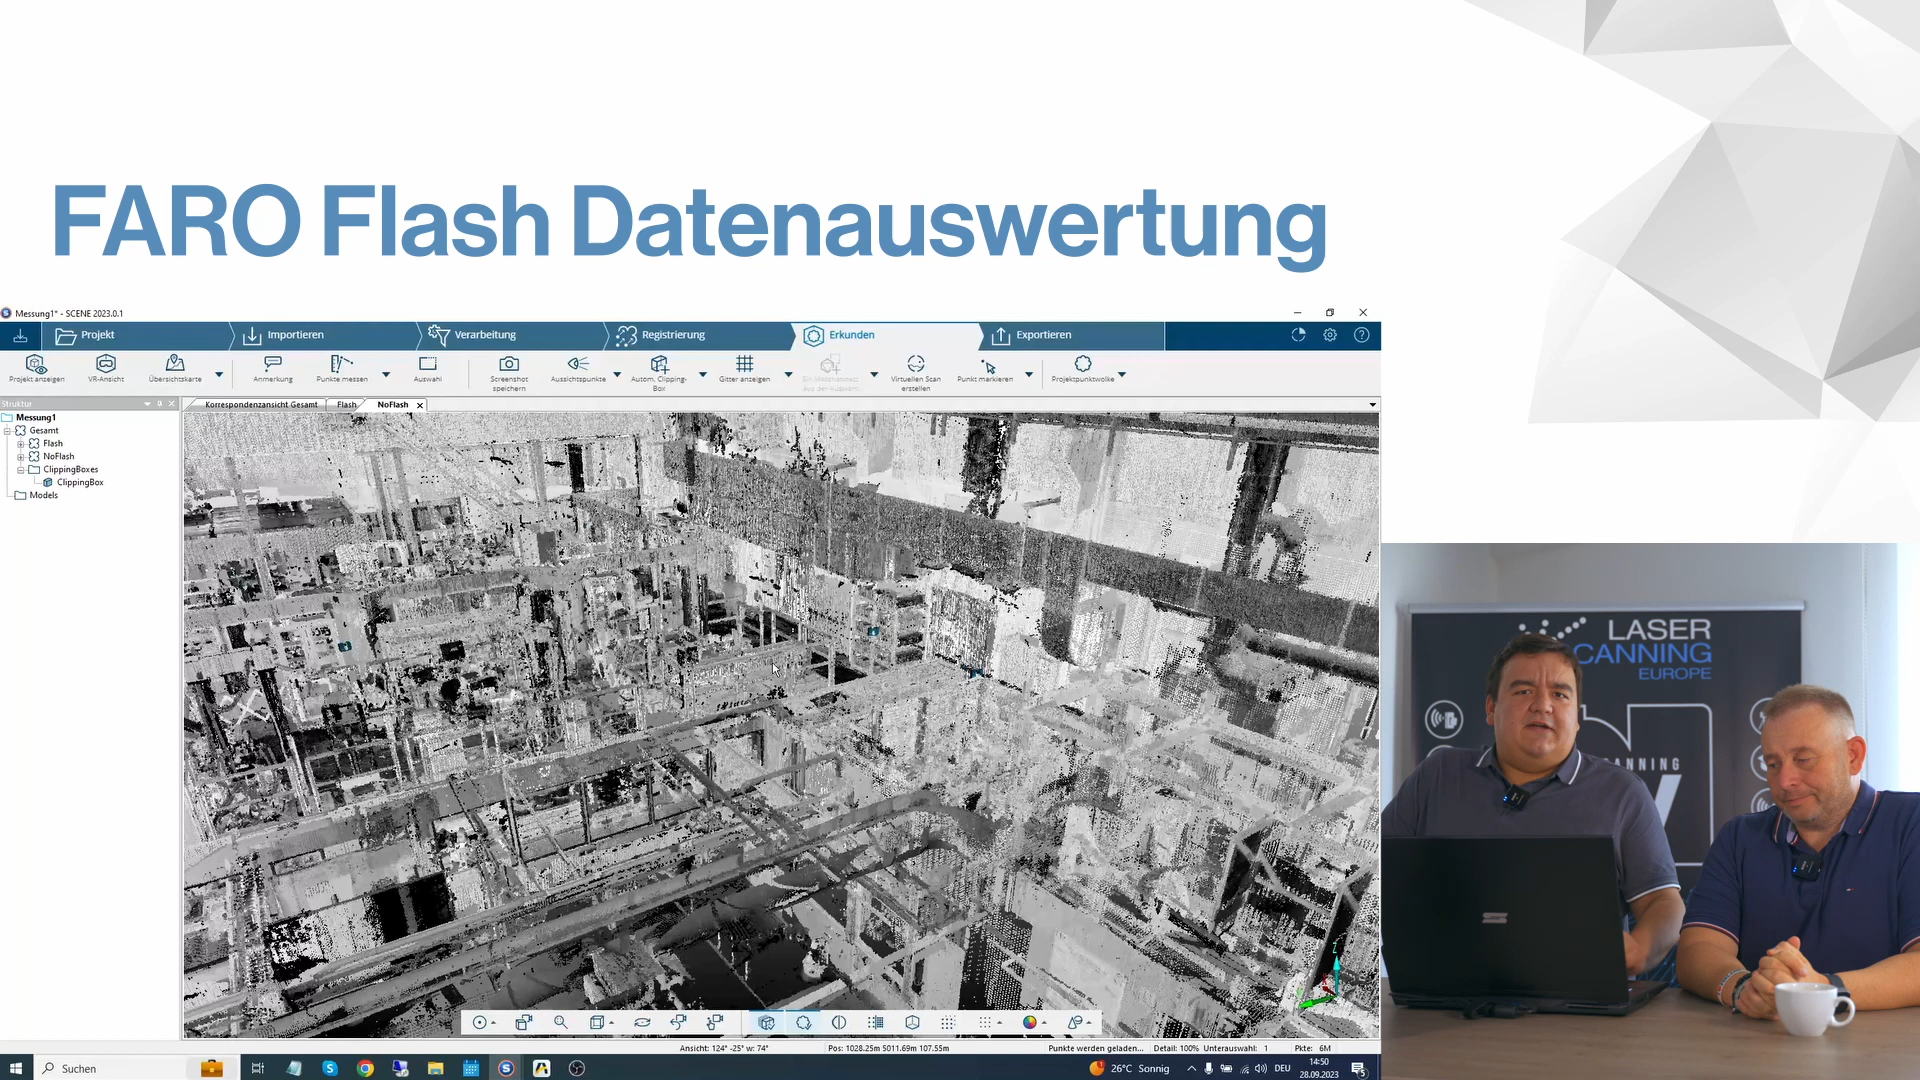 FARO Flash Datenauswertung
Messung1* - SCENE 2023.0.1
Projekt
Importieren
Verarbeitung
Registrierung
Erkunden
Exportieren
Projekt anzeigen
VR-Ansicht
Übersichtskarte
Anmerkung
Punkte messen
Auswahl
Screenshot speichern
Aussichtspunkte
Autom. Clipping-Box
Gitter anzeigen
Virtuellen Scan erstellen
Punkt markieren
Projektpunktwolke
Struktur
Korrespondenzansicht Gesamt
Flash
NoFlash
Messung1
Gesamt
Flash
NoFlash
ClippingBoxes
ClippingBox
Models
LASER
CANNING
EUROPE
ANNING
Ansicht: 124° -25° w: 74°
Pos: 1028.25m 5011.69m 107.55m
Punkte werden geladen...
Detail: 100%
Unterauswahl: 1
Pkte: 6M
Suchen
26°C Sonnig
DEU
14:50
28.09.2023